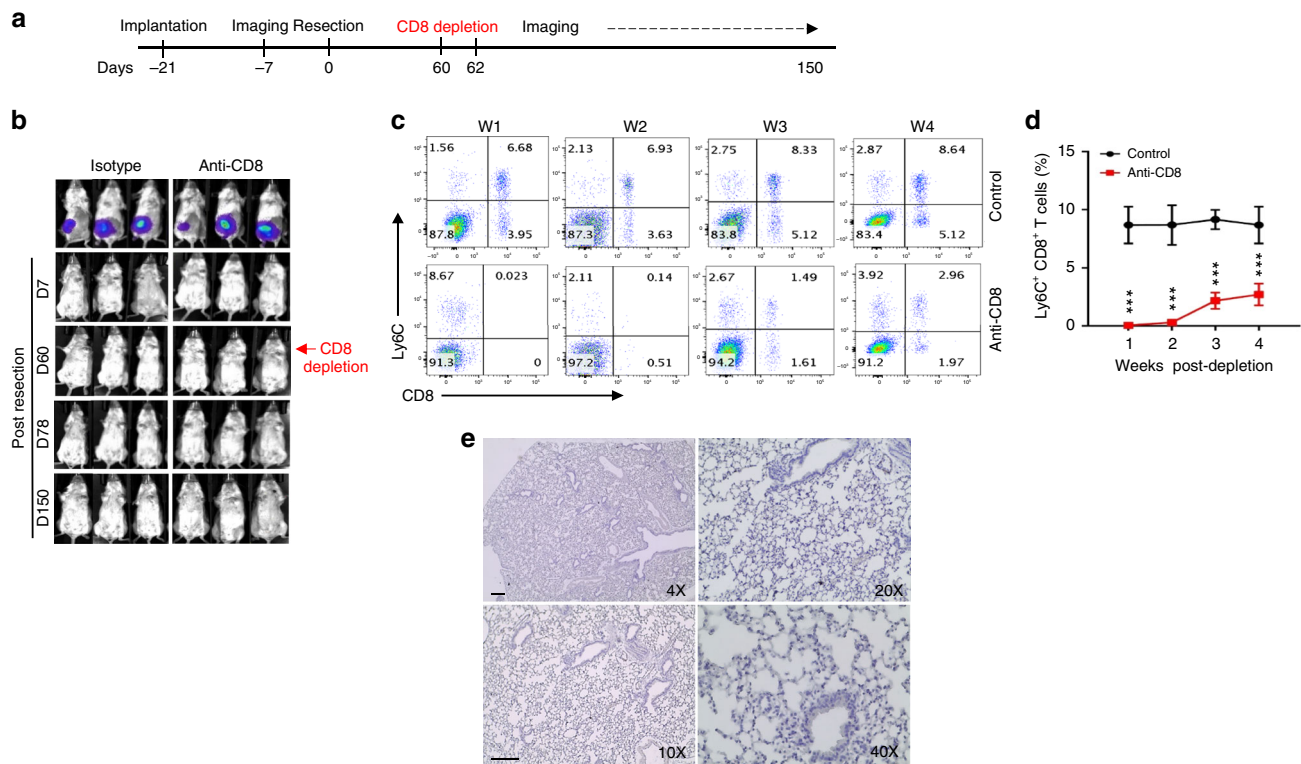 a
Implantation Imaging Resection CD8 depletion Imaging
Days –21 –7 0 60 62 150
b
Isotype Anti-CD8
Post resection
D7
D60
D78
D150
CD8
depletion
c
W1 W2 W3 W4
1.56 6.68 2.13 6.93 2.75 8.33 2.87 8.64
87.8 3.95 87.3 3.63 83.8 5.12 83.4 5.12
Control
8.67 0.023 2.11 0.14 2.67 1.49 3.92 2.96
91.3 0 97.2 0.51 94.2 1.61 91.2 1.97
Anti-CD8
Ly6C
CD8
d
Ly6C+ CD8+ T cells (%)
15
10
5
0
Control
Anti-CD8
*** *** *** ***
1 2 3 4
Weeks post-depletion
e
4X 20X
10X 40X